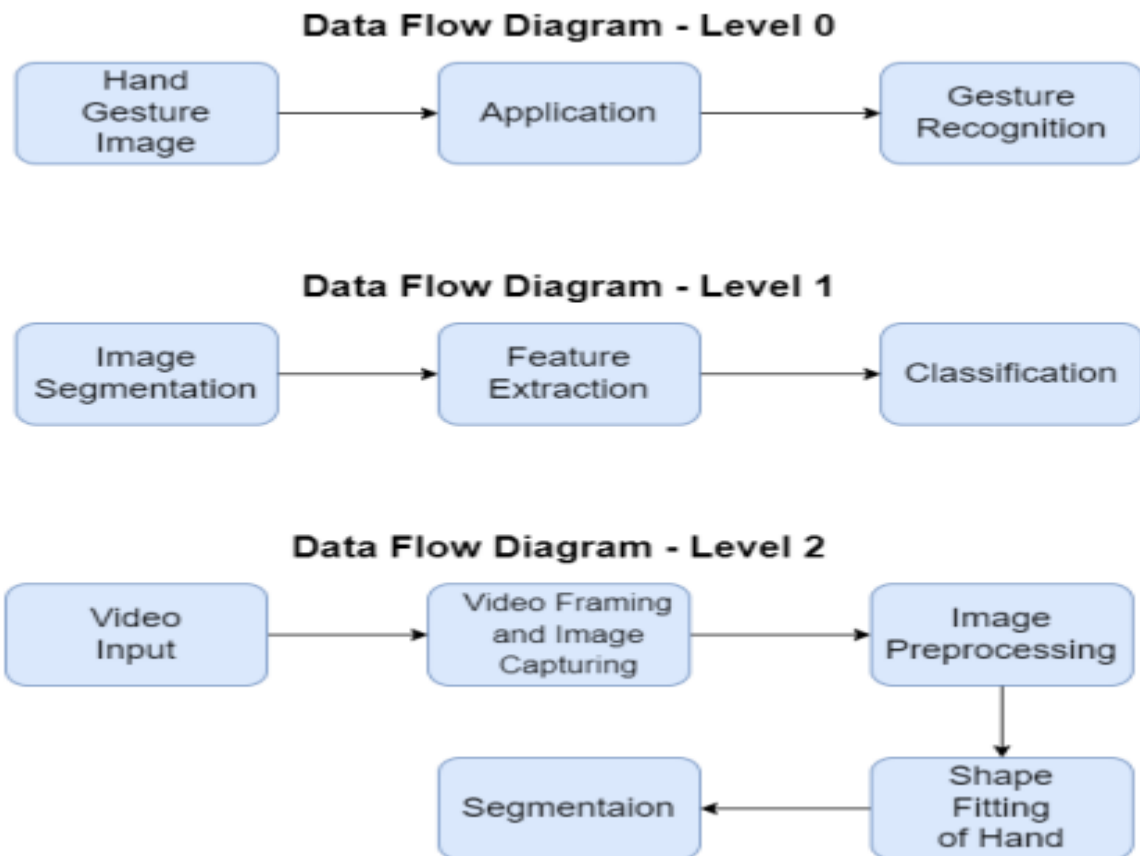 Data Flow Diagram - Level 0
Hand
Gesture
Image
Application
Gesture
Recognition
Data Flow Diagram - Level 1
Image
Segmentation
Feature
Extraction
Classification
Data Flow Diagram - Level 2
Video
Input
Video Framing
and Image
Capturing
Image
Preprocessing
Shape
Fitting
of Hand
Segmentaion